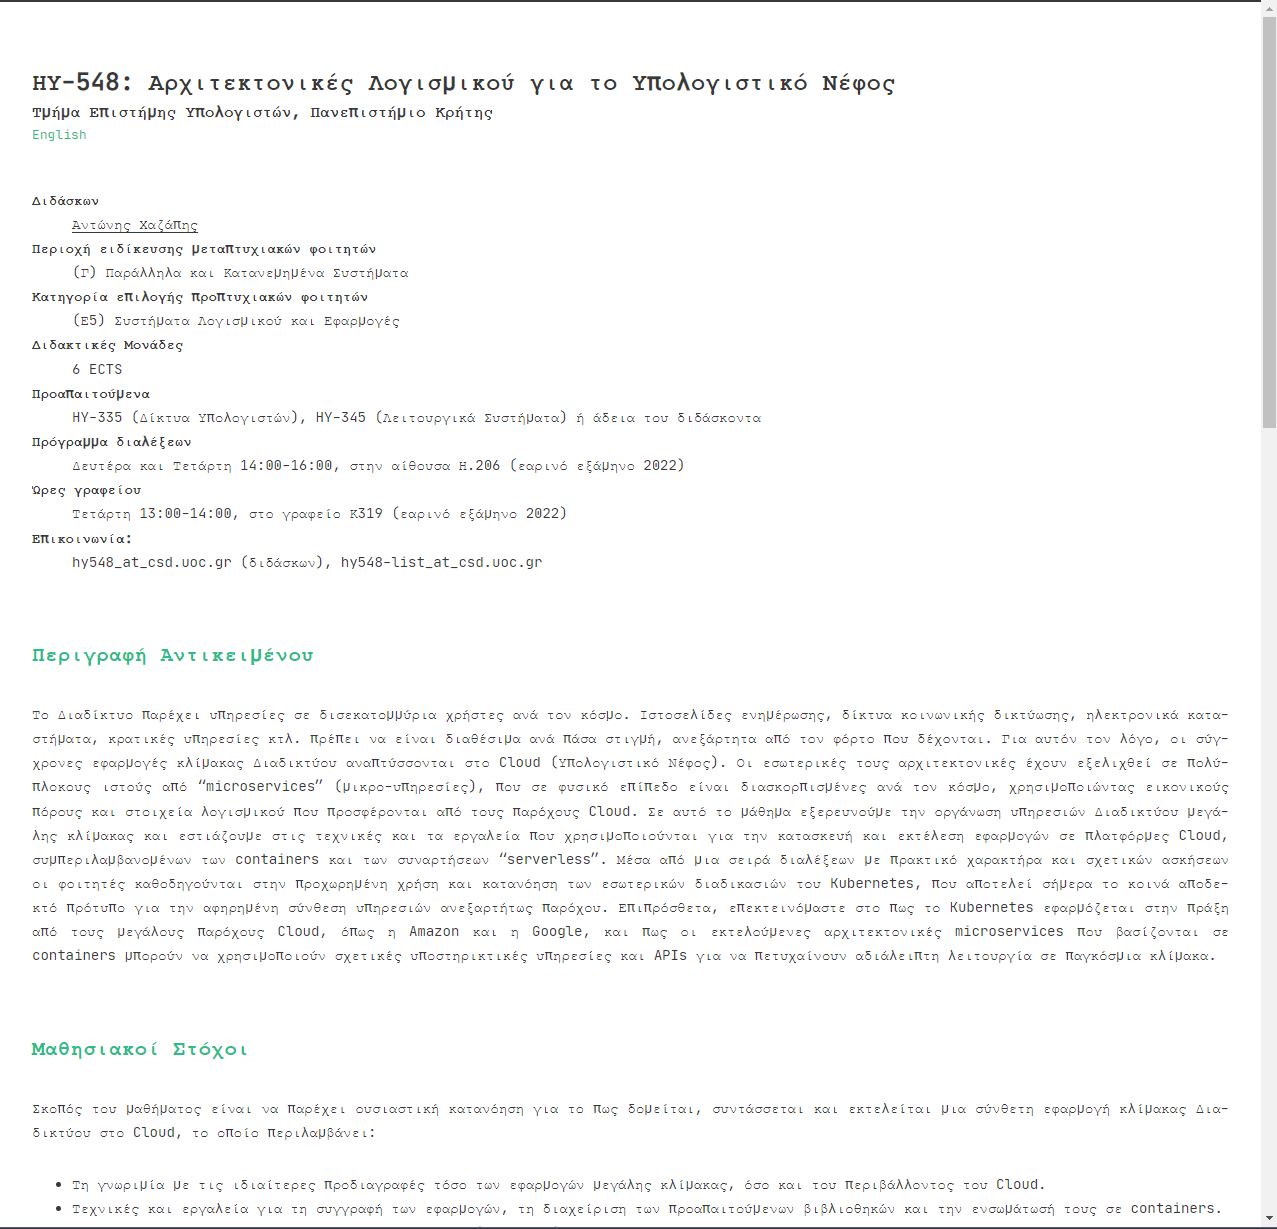 ΗΥ-548: Αρχιτεκτονικές Λογισμικού για το Υπολογιστικό Νέφος
Τμήμα Επιστήμης Υπολογιστών, Πανεπιστήμιο Κρήτης
English
Διδάσκων
Αντώνης Χαζάπης
Περιοχή ειδίκευσης μεταπτυχιακών φοιτητών
(Γ) Παράλληλα και Κατανεμημένα Συστήματα
Κατηγορία επιλογής προπτυχιακών φοιτητών
(Ε5) Συστήματα Λογισμικού και Εφαρμογές
Διδακτικές Μονάδες
6 ECTS
Προαπαιτούμενα
ΗΥ-335 (Δίκτυα Υπολογιστών), ΗΥ-345 (Λειτουργικά Συστήματα) ή άδεια του διδάσκοντα
Πρόγραμμα διαλέξεων
Δευτέρα και Τετάρτη 14:00-16:00, στην αίθουσα Η.206 (εαρινό εξάμηνο 2022)
Ώρες γραφείου
Τετάρτη 13:00-14:00, στο γραφείο Κ319 (εαρινό εξάμηνο 2022)
Επικοινωνία:
hy548_at_csd.uoc.gr (διδάσκων), hy548-list_at_csd.uoc.gr
Περιγραφή Αντικειμένου
Το Διαδίκτυο παρέχει υπηρεσίες σε δισεκατομμύρια χρήστες ανά τον κόσμο. Ιστοσελίδες ενημέρωσης, δίκτυα κοινωνικής δικτύωσης, ηλεκτρονικά κατα-
στήματα, κρατικές υπηρεσίες κτλ. πρέπει να είναι διαθέσιμα ανά πάσα στιγμή, ανεξάρτητα από τον φόρτο που δέχονται. Για αυτόν τον λόγο, οι σύγ-
χρονες εφαρμογές κλίμακας Διαδικτύου αναπτύσσονται στο Cloud (Υπολογιστικό Νέφος). Οι εσωτερικές τους αρχιτεκτονικές έχουν εξελιχθεί σε πολύ-
πλοκους ιστούς από “microservices” (μικρο-υπηρεσίες), που σε φυσικό επίπεδο είναι διασκορπισμένες ανά τον κόσμο, χρησιμοποιώντας εικονικούς
πόρους και στοιχεία λογισμικού που προσφέρονται από τους παρόχους Cloud. Σε αυτό το μάθημα εξερευνούμε την οργάνωση υπηρεσιών Διαδικτύου μεγά-
λης κλίμακας και εστιάζουμε στις τεχνικές και τα εργαλεία που χρησιμοποιούνται για την κατασκευή και εκτέλεση εφαρμογών σε πλατφόρμες Cloud,
συμπεριλαμβανομένων των containers και των συναρτήσεων “serverless”. Μέσα από μια σειρά διαλέξεων με πρακτικό χαρακτήρα και σχετικών ασκήσεων
οι φοιτητές καθοδηγούνται στην προχωρημένη χρήση και κατανόηση των εσωτερικών διαδικασιών του Kubernetes, που αποτελεί σήμερα το κοινά αποδε-
κτό πρότυπο για την αφηρημένη σύνθεση υπηρεσιών ανεξαρτήτως παρόχου. Επιπρόσθετα, επεκτεινόμαστε στο πως το Kubernetes εφαρμόζεται στην πράξη
από τους μεγάλους παρόχους Cloud, όπως η Amazon και η Google, και πως οι εκτελούμενες αρχιτεκτονικές microservices που βασίζονται σε
containers μπορούν να χρησιμοποιούν σχετικές υποστηρικτικές υπηρεσίες και APIs για να πετυχαίνουν αδιάλειπτη λειτουργία σε παγκόσμια κλίμακα.
Μαθησιακοί Στόχοι
Σκοπός του μαθήματος είναι να παρέχει ουσιαστική κατανόηση για το πως δομείται, συντάσσεται και εκτελείται μια σύνθετη εφαρμογή κλίμακας Δια-
δικτύου στο Cloud, το οποίο περιλαμβάνει:
• Τη γνωριμία με τις ιδιαίτερες προδιαγραφές τόσο των εφαρμογών μεγάλης κλίμακας, όσο και του περιβάλλοντος του Cloud.
• Τεχνικές και εργαλεία για τη συγγραφή των εφαρμογών, τη διαχείριση των προαπαιτούμενων βιβλιοθηκών και την ενσωμάτωσή τους σε containers.